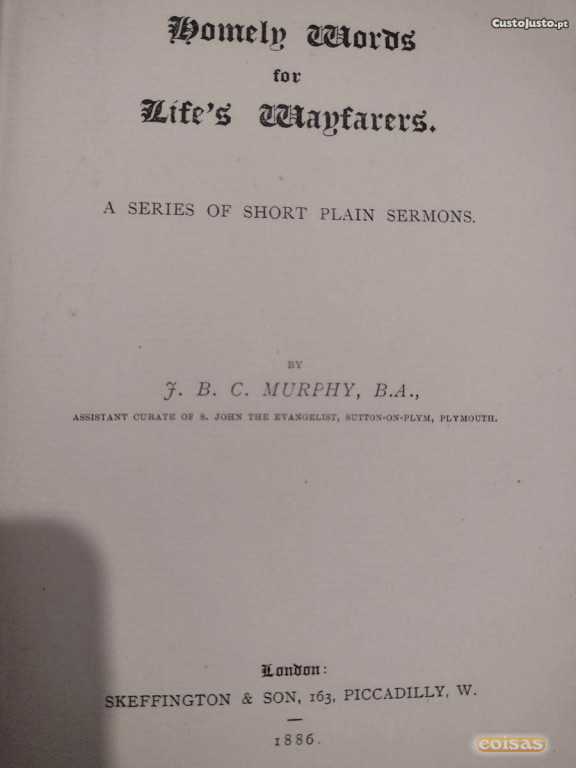 CustoJusto.pt
Homely Words
for
Life's Wayfarers.
A SERIES OF SHORT PLAIN SERMONS.
BY
J. B. C. MURPHY, B.A.,
ASSISTANT CURATE OF S. JOHN THE EVANGELIST, SUTTON-ON-PLYM, PLYMOUTH.
London:
SKEFFINGTON & SON, 163, PICCADILLY, W.
1886.
coisas